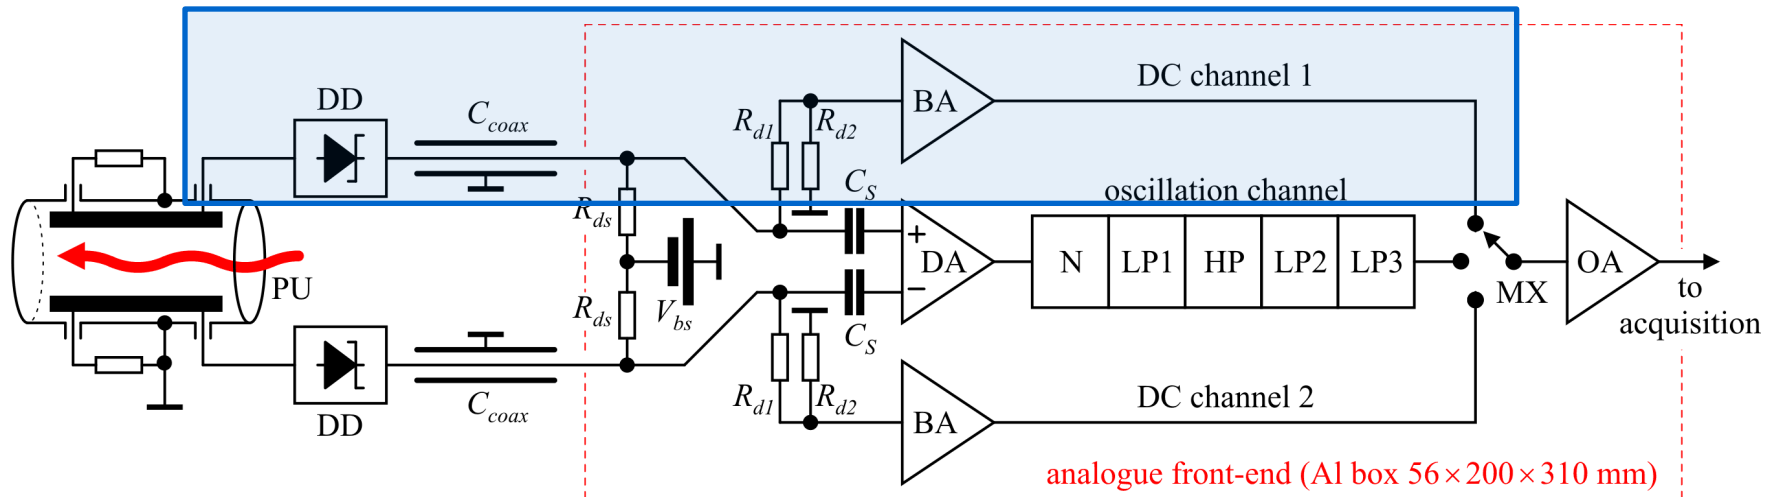 DC channel 1
DD
BA
C_coax
R_d1
R_d2
C_S
oscillation channel
R_ds
+
DA
N
LP1
HP
LP2
LP3
OA
PU
MX
to
acquisition
R_ds
V_bs
−
C_S
R_d1
R_d2
DC channel 2
C_coax
BA
DD
analogue front-end (Al box 56×200×310 mm)